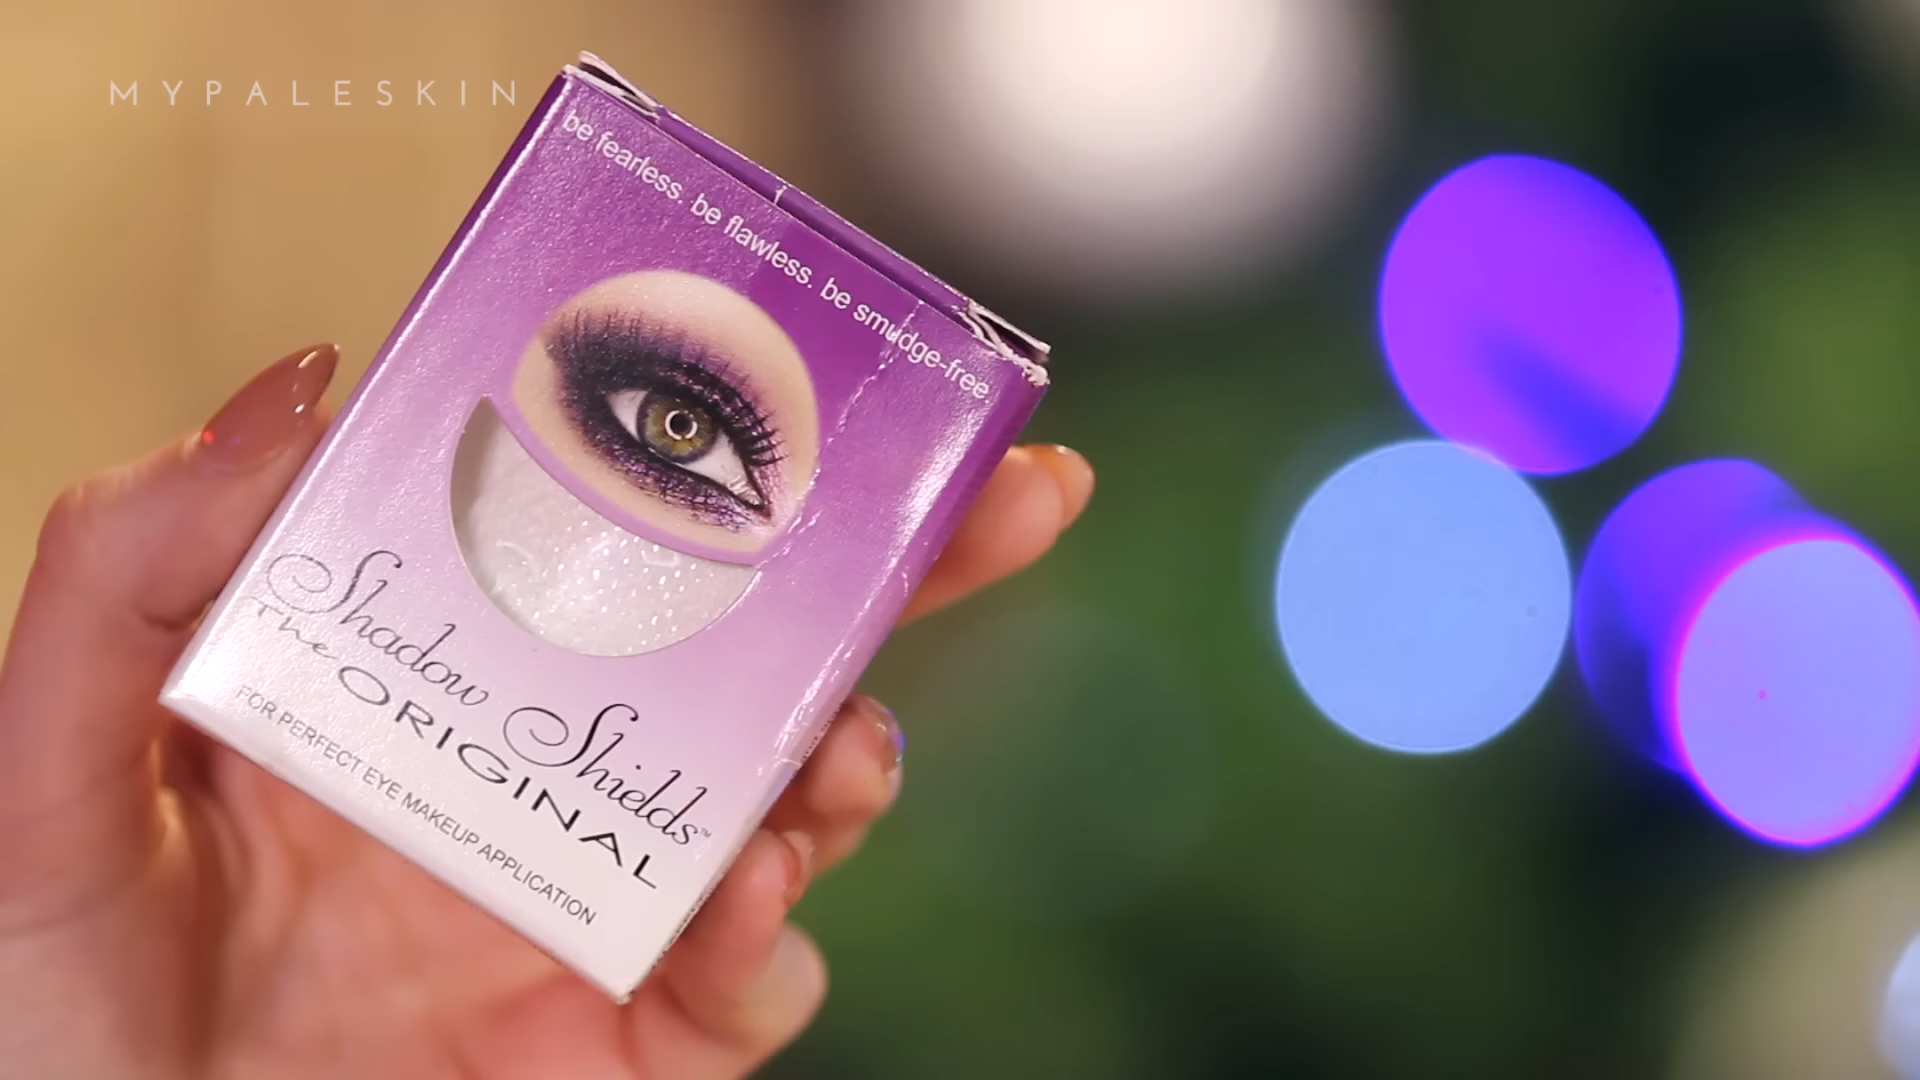 MYPALESKIN
be fearless. be flawless. be smudge-free
Shadow Shields™
The ORIGINAL
FOR PERFECT EYE MAKEUP APPLICATION